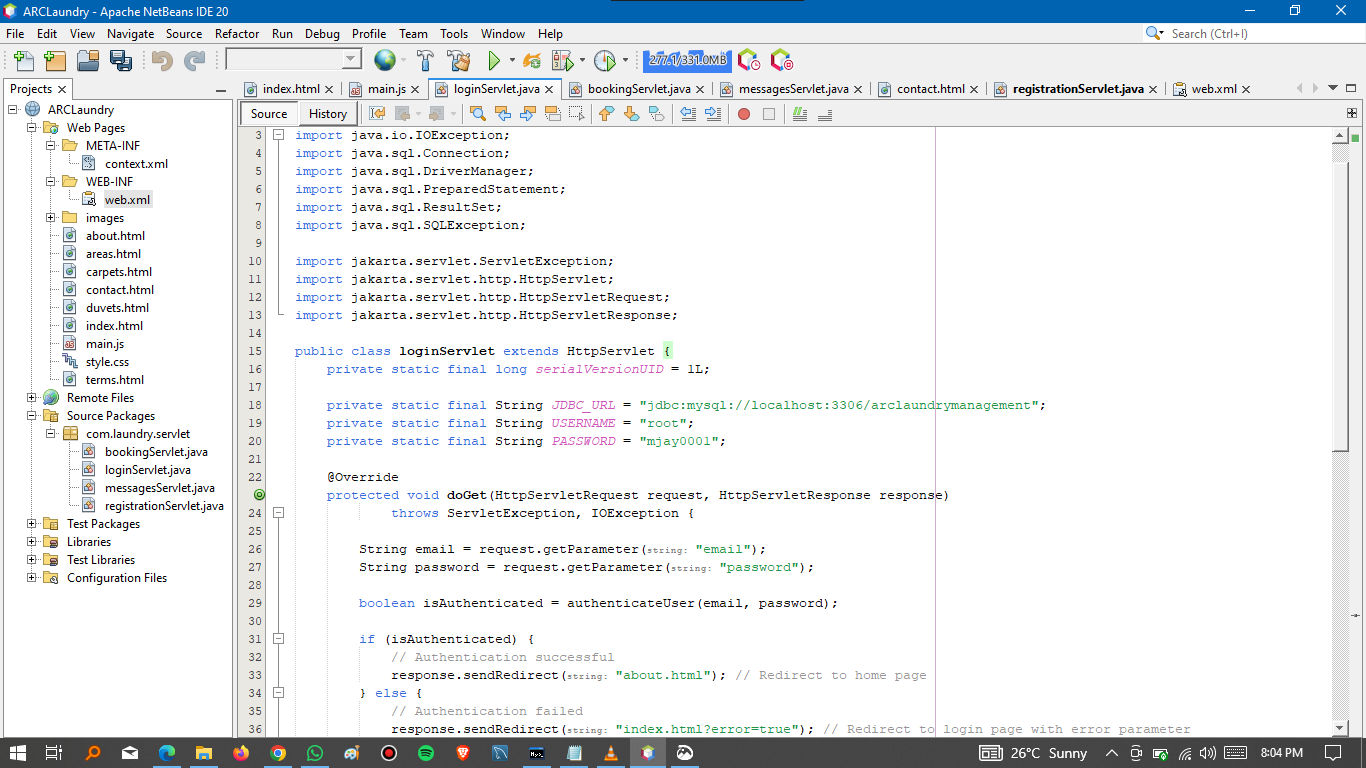 ARCLaundry - Apache NetBeans IDE 20
File Edit View Navigate Source Refactor Run Debug Profile Team Tools Window Help
Search (Ctrl+I)
277.1/331.0MB
Projects
index.html main.js loginServlet.java bookingServlet.java messagesServlet.java contact.html registrationServlet.java web.xml
Source History
ARCLaundry
Web Pages
META-INF
context.xml
WEB-INF
web.xml
images
about.html
areas.html
carpets.html
contact.html
duvets.html
index.html
main.js
style.css
terms.html
Remote Files
Source Packages
com.laundry.servlet
bookingServlet.java
loginServlet.java
messagesServlet.java
registrationServlet.java
Test Packages
Libraries
Test Libraries
Configuration Files
3 import java.io.IOException;
4 import java.sql.Connection;
5 import java.sql.DriverManager;
6 import java.sql.PreparedStatement;
7 import java.sql.ResultSet;
8 import java.sql.SQLException;
9
10 import jakarta.servlet.ServletException;
11 import jakarta.servlet.http.HttpServlet;
12 import jakarta.servlet.http.HttpServletRequest;
13 import jakarta.servlet.http.HttpServletResponse;
14
15 public class loginServlet extends HttpServlet {
16 private static final long serialVersionUID = 1L;
17
18 private static final String JDBC_URL = "jdbc:mysql://localhost:3306/arclaundrymanagement";
19 private static final String USERNAME = "root";
20 private static final String PASSWORD = "mjay0001";
21
22 @Override
protected void doGet(HttpServletRequest request, HttpServletResponse response)
24 throws ServletException, IOException {
25
26 String email = request.getParameter(string: "email");
27 String password = request.getParameter(string: "password");
28
29 boolean isAuthenticated = authenticateUser(email, password);
30
31 if (isAuthenticated) {
32 // Authentication successful
33 response.sendRedirect(string: "about.html"); // Redirect to home page
34 } else {
35 // Authentication failed
36 response.sendRedirect(string: "index.html?error=true"); // Redirect to login page with error parameter
26°C Sunny
8:04 PM